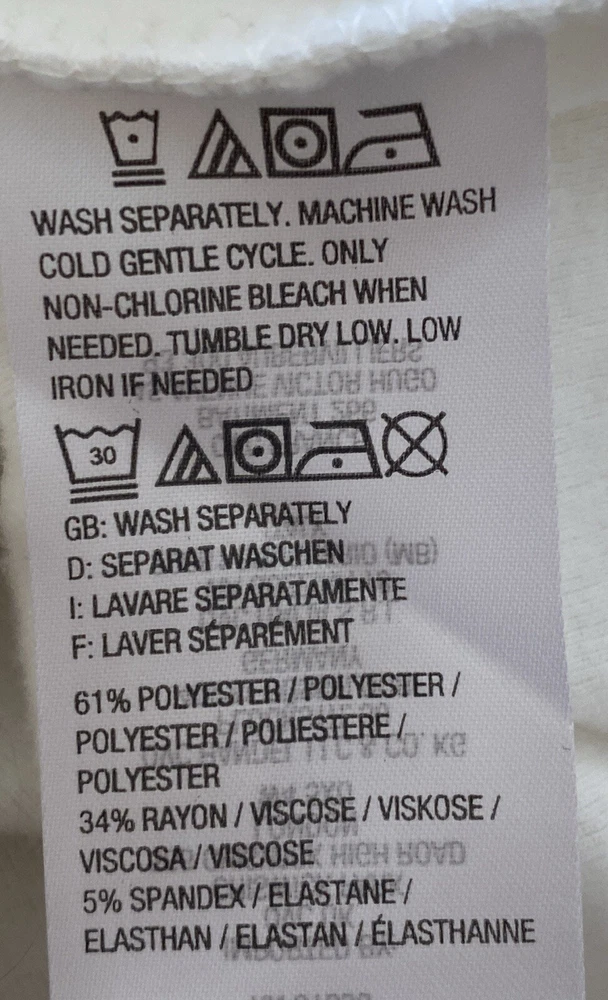 WASH SEPARATELY. MACHINE WASH
COLD GENTLE CYCLE. ONLY
NON-CHLORINE BLEACH WHEN
NEEDED. TUMBLE DRY LOW. LOW
IRON IF NEEDED
30
GB: WASH SEPARATELY
D: SEPARAT WASCHEN
I: LAVARE SEPARATAMENTE
F: LAVER SÉPARÉMENT
61% POLYESTER / POLYESTER /
POLYESTER / POLIESTERE /
POLYESTER
34% RAYON / VISCOSE / VISKOSE /
VISCOSA / VISCOSE
5% SPANDEX / ELASTANE /
ELASTHAN / ELASTAN / ÉLASTHANNE